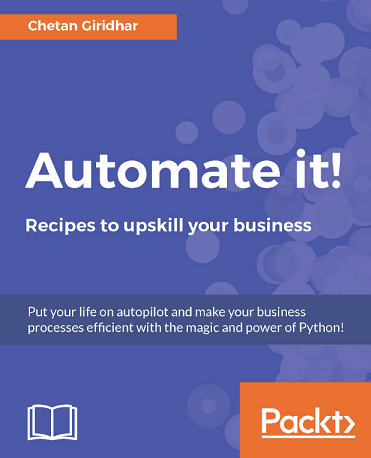 Chetan Giridhar
Automate it!
Recipes to upskill your business
Put your life on autopilot and make your business
processes efficient with the magic and power of Python!
Packt>